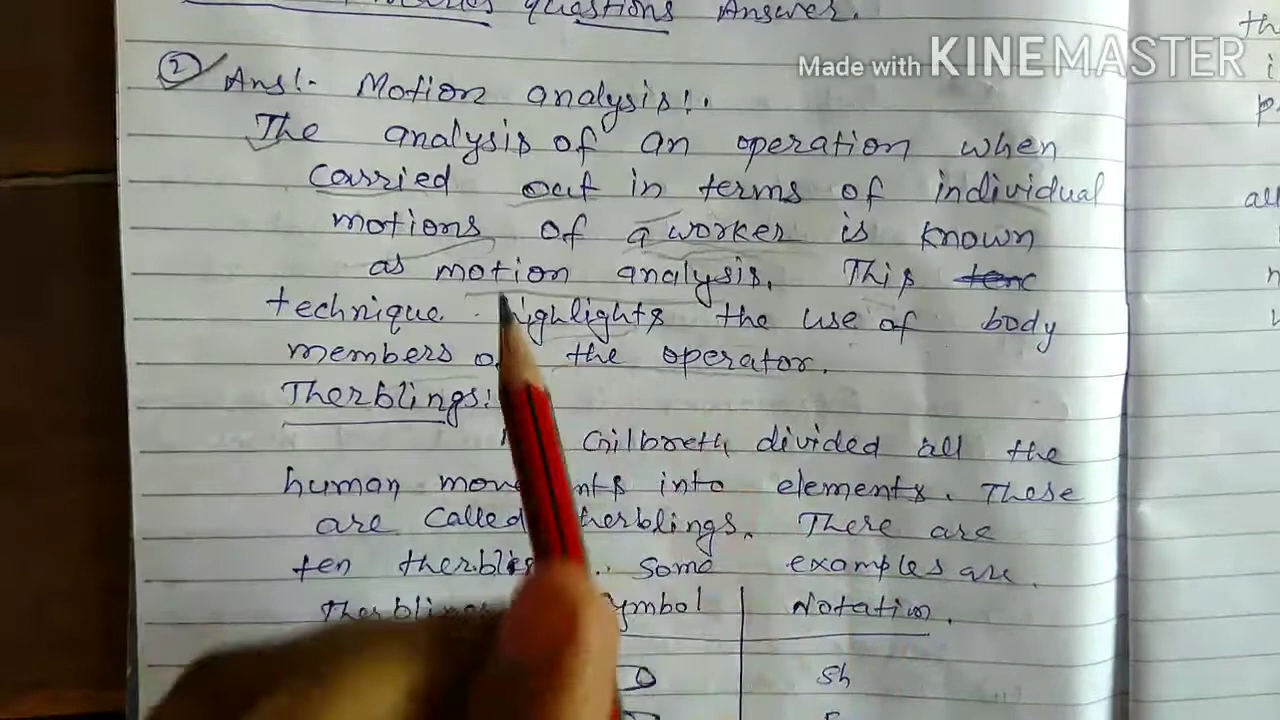 questions Answer.
Made with KINEMASTER
② Ans!- Motion analysis:.
The analysis of an operation when
carried out in terms of individual
motions of a worker is known
as motion analysis. This
technique highlights the use of body
members the operator.
Therblings:
Gilbreth divided all the
human into elements. These
are called therblings. There are
ten some examples are.
Symbol Notation.
Sh
th
i
p
all